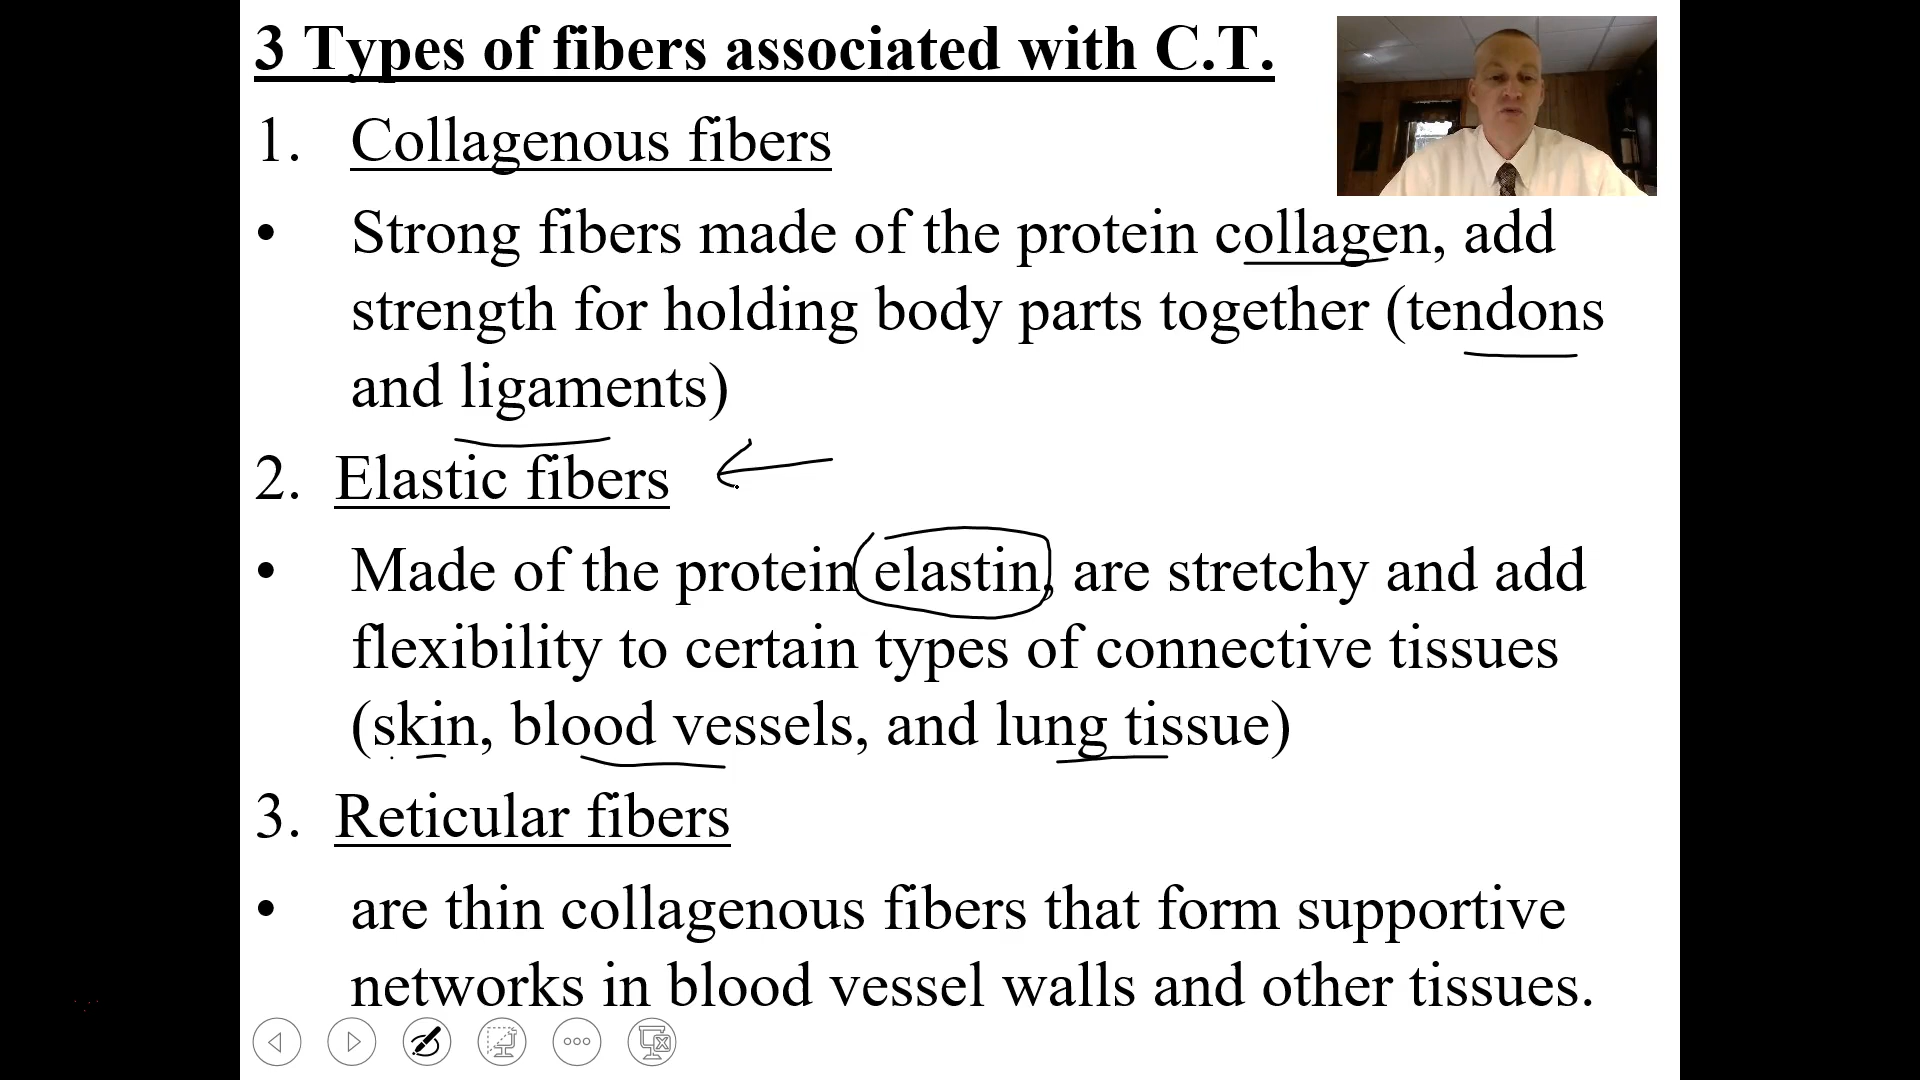 3 Types of fibers associated with C.T.
1. Collagenous fibers
• Strong fibers made of the protein collagen, add
strength for holding body parts together (tendons
and ligaments)
2. Elastic fibers
• Made of the protein elastin, are stretchy and add
flexibility to certain types of connective tissues
(skin, blood vessels, and lung tissue)
3. Reticular fibers
• are thin collagenous fibers that form supportive
networks in blood vessel walls and other tissues.